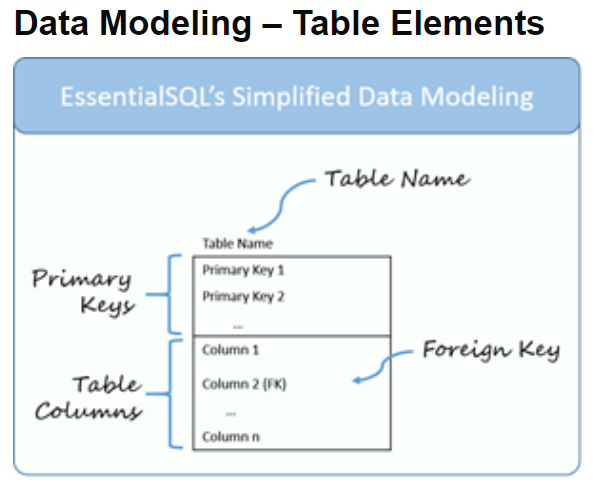 Data Modeling – Table Elements
EssentialSQL's Simplified Data Modeling
Table Name
Table Name
Primary Keys
Primary Key 1
Primary Key 2
...
Table Columns
Column 1
Column 2 (FK)
...
Column n
Foreign Key